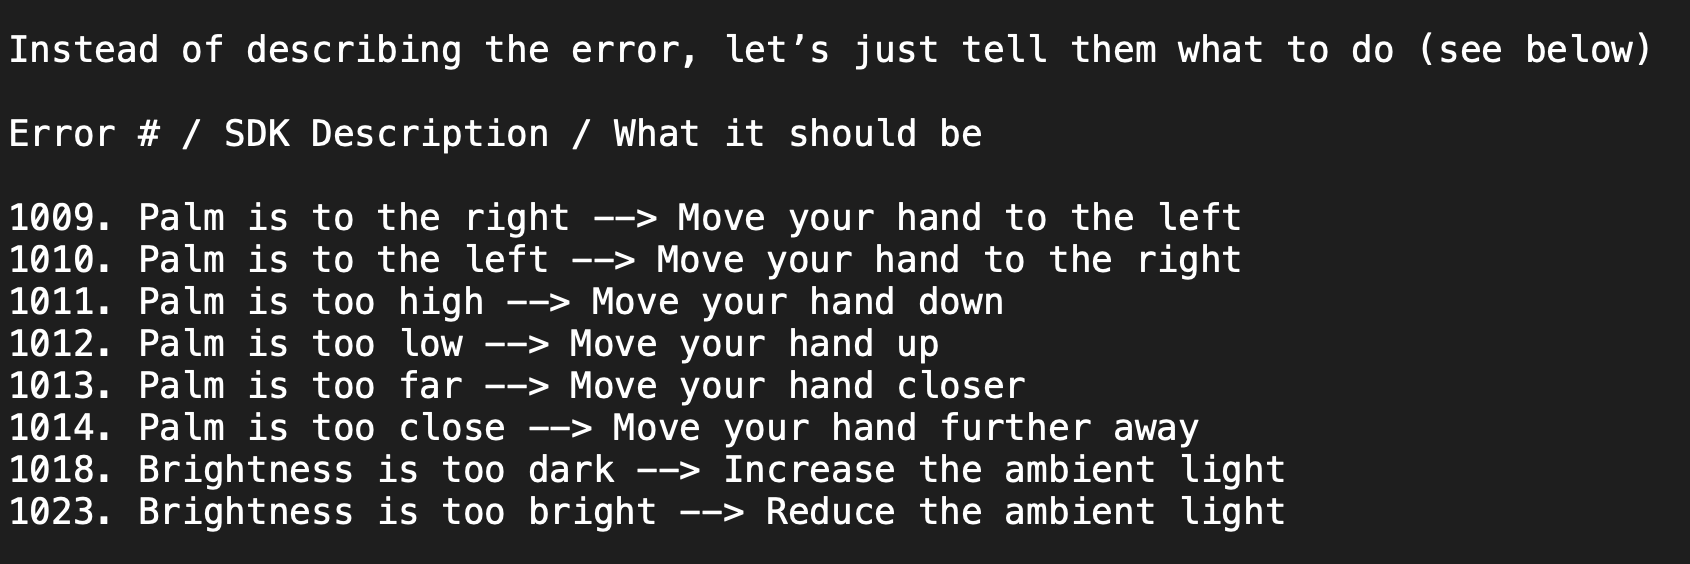 Instead of describing the error, let’s just tell them what to do (see below)
Error # / SDK Description / What it should be
1009. Palm is to the right --> Move your hand to the left
1010. Palm is to the left --> Move your hand to the right
1011. Palm is too high --> Move your hand down
1012. Palm is too low --> Move your hand up
1013. Palm is too far --> Move your hand closer
1014. Palm is too close --> Move your hand further away
1018. Brightness is too dark --> Increase the ambient light
1023. Brightness is too bright --> Reduce the ambient light